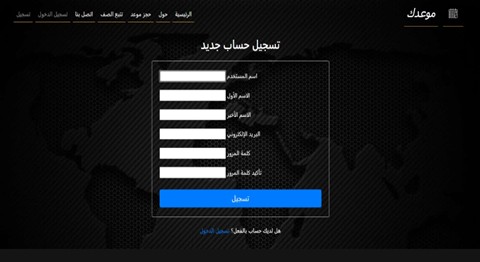 موعدك
الرئيسية حول حجز موعد تتبع الصف اتصل بنا تسجيل الدخول تسجيل
تسجيل حساب جديد
اسم المستخدم
الاسم الأول
الاسم الأخير
البريد الإلكتروني
كلمة المرور
تأكيد كلمة المرور
تسجيل
هل لديك حساب بالفعل؟ تسجيل الدخول